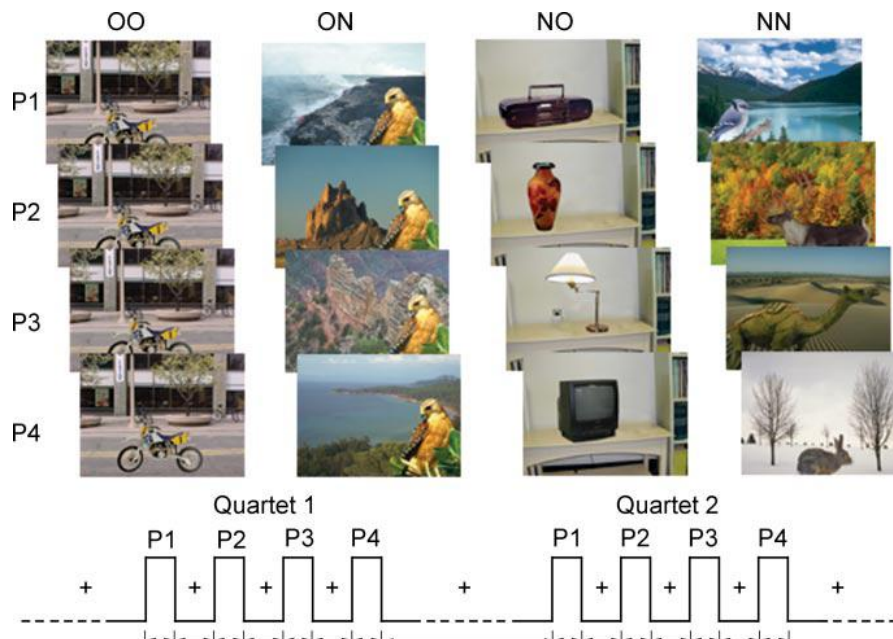 OO ON NO NN
P1
P2
P3
P4
Quartet 1 Quartet 2
P1 P2 P3 P4 P1 P2 P3 P4
+ + + + + + + + +